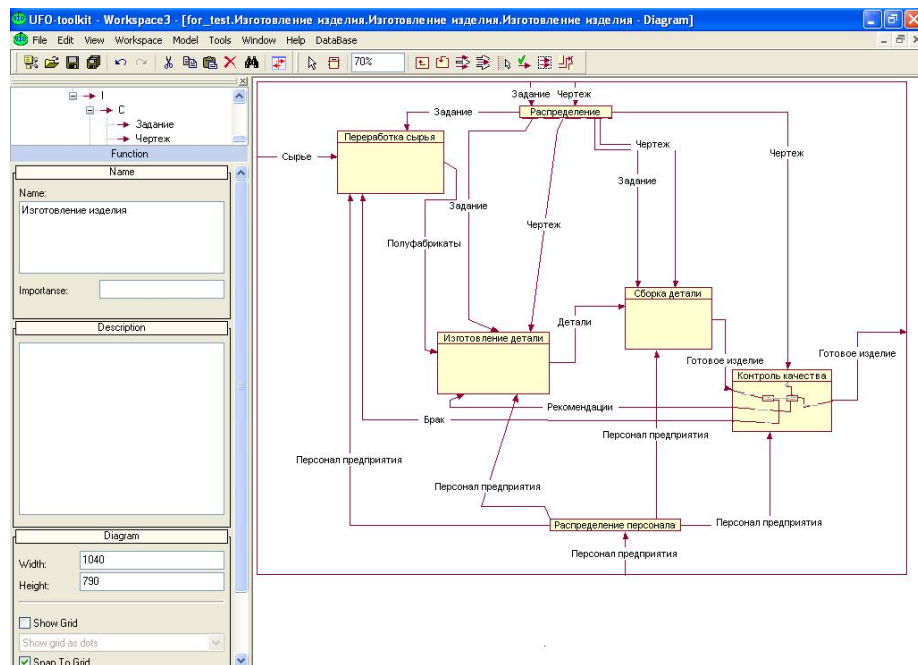 UFO-toolkit - Workspace3 - [for_test.Изготовление изделия.Изготовление изделия.Изготовление изделия - Diagram]
File Edit View Workspace Model Tools Window Help DataBase
70%
I
C
Задание
Чертеж
Function
Name
Name:
Изготовление изделия
Importanse:
Description
Diagram
Width: 1040
Height: 790
Show Grid
Show grid as dots
Snap To Grid
Задание Чертеж
Задание
Распределение
Переработка сырья
Чертеж
Сырье
Чертеж
Задание
Задание
Чертеж
Полуфабрикаты
Сборка детали
Детали
Изготовление детали
Готовое изделие
Готовое изделие
Контроль качества
Рекомендации
Брак
Персонал предприятия
Персонал предприятия
Персонал предприятия
Распределение персонала
Персонал предприятия
Персонал предприятия